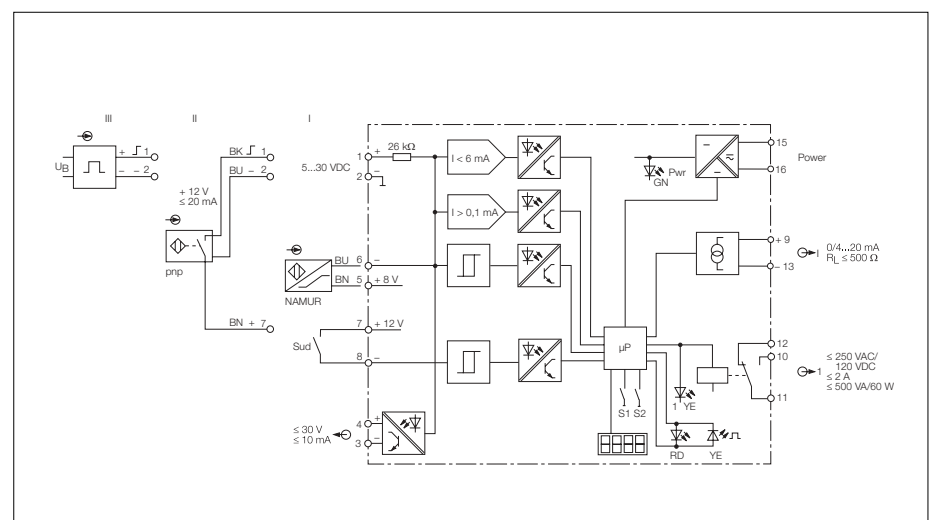 III II I
U_B
+ 1
− 2
BK 1
BU − 2
+ 12 V
≤ 20 mA
pnp
BN + 7
5...30 VDC
1 +
2 −
26 kΩ
I < 6 mA
I > 0,1 mA
BU 6 −
BN 5 + 8 V
NAMUR
7 + 12 V
Sud
8 −
≤ 30 V
≤ 10 mA
4 +
3 −
µP
S1 S2
1 YE
RD YE
Pwr
GN
15
16
Power
+ 9
− 13
I 0/4...20 mA
R_L ≤ 500 Ω
12
10
11
1
≤ 250 VAC/
120 VDC
≤ 2 A
≤ 500 VA/60 W